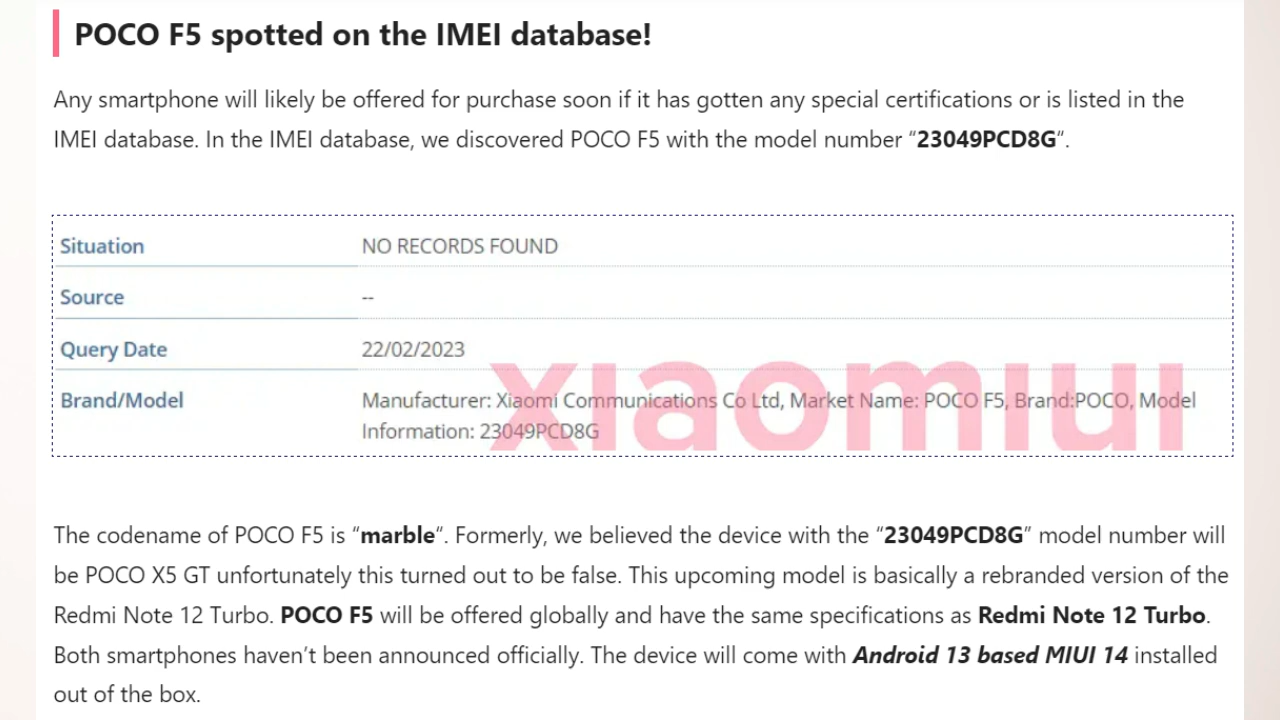 POCO F5 spotted on the IMEI database!
Any smartphone will likely be offered for purchase soon if it has gotten any special certifications or is listed in the
IMEI database. In the IMEI database, we discovered POCO F5 with the model number “23049PCD8G“.
Situation NO RECORDS FOUND
Source --
Query Date 22/02/2023
Brand/Model Manufacturer: Xiaomi Communications Co Ltd, Market Name: POCO F5, Brand:POCO, Model
Information: 23049PCD8G
xiaomiui
The codename of POCO F5 is “marble“. Formerly, we believed the device with the “23049PCD8G” model number will
be POCO X5 GT unfortunately this turned out to be false. This upcoming model is basically a rebranded version of the
Redmi Note 12 Turbo. POCO F5 will be offered globally and have the same specifications as Redmi Note 12 Turbo.
Both smartphones haven’t been announced officially. The device will come with Android 13 based MIUI 14 installed
out of the box.